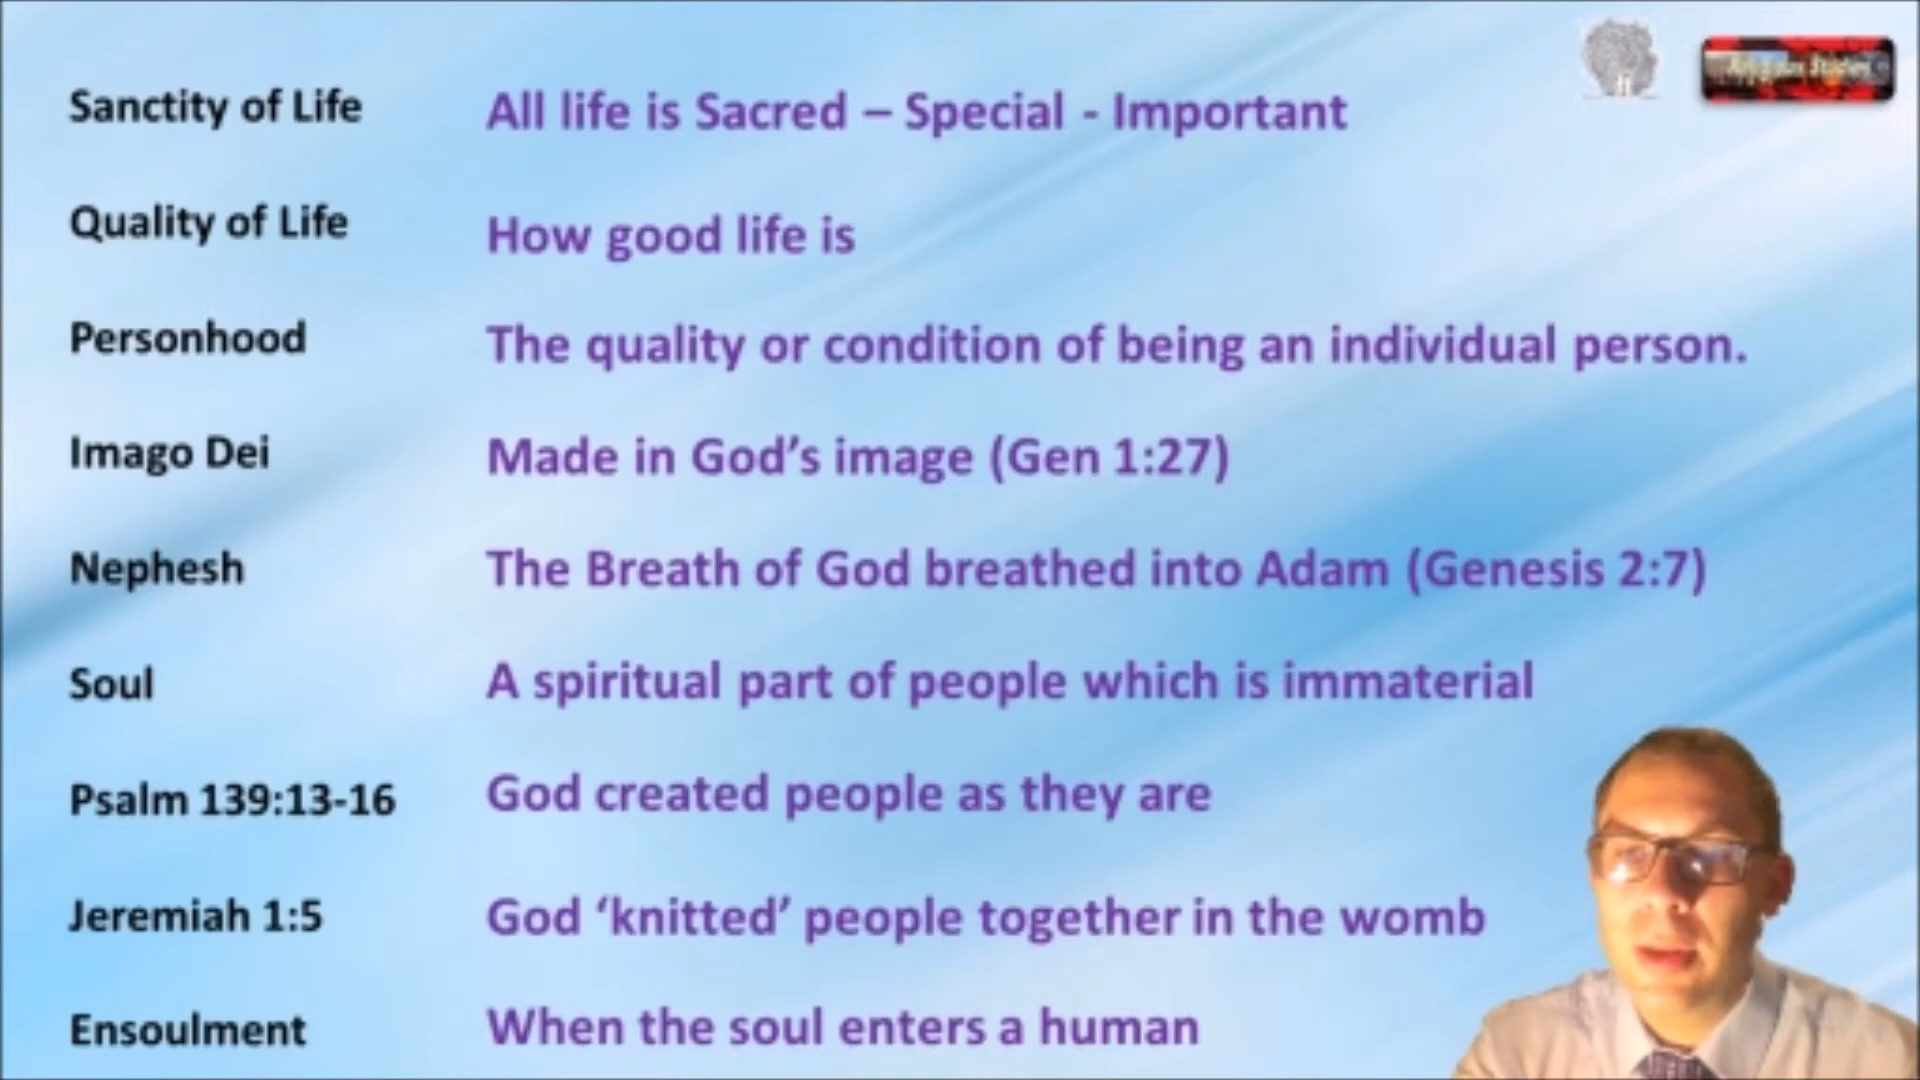 Religious Studies
Sanctity of Life All life is Sacred – Special - Important
Quality of Life How good life is
Personhood The quality or condition of being an individual person.
Imago Dei Made in God’s image (Gen 1:27)
Nephesh The Breath of God breathed into Adam (Genesis 2:7)
Soul A spiritual part of people which is immaterial
Psalm 139:13-16 God created people as they are
Jeremiah 1:5 God ‘knitted’ people together in the womb
Ensoulment When the soul enters a human